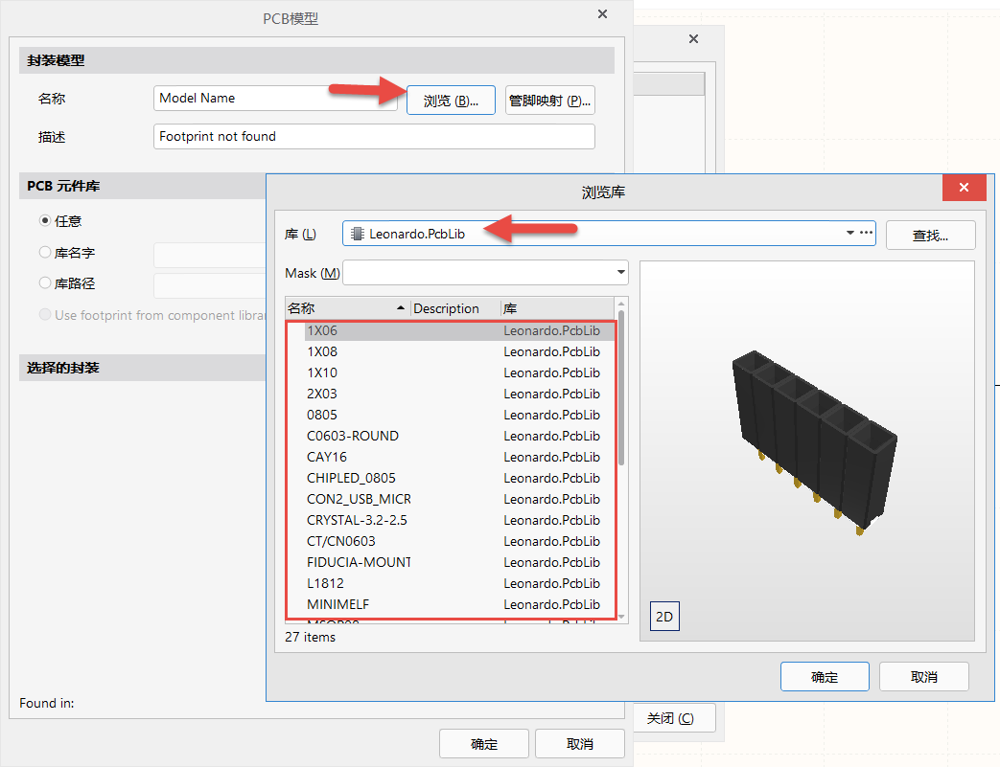 PCB模型
封装模型
名称
Model Name
浏览 (B)...
管脚映射 (P)...
描述
Footprint not found
PCB 元件库
任意
库名字
库路径
Use footprint from component librar
选择的封装
Found in:
确定
取消
关闭 (C)
浏览库
库 (L)
Leonardo.PcbLib
查找...
Mask (M)
名称 Description 库
1X06 Leonardo.PcbLib
1X08 Leonardo.PcbLib
1X10 Leonardo.PcbLib
2X03 Leonardo.PcbLib
0805 Leonardo.PcbLib
C0603-ROUND Leonardo.PcbLib
CAY16 Leonardo.PcbLib
CHIPLED_0805 Leonardo.PcbLib
CON2_USB_MICR Leonardo.PcbLib
CRYSTAL-3.2-2.5 Leonardo.PcbLib
CT/CN0603 Leonardo.PcbLib
FIDUCIA-MOUNT Leonardo.PcbLib
L1812 Leonardo.PcbLib
MINIMELF Leonardo.PcbLib
27 items
2D
确定
取消